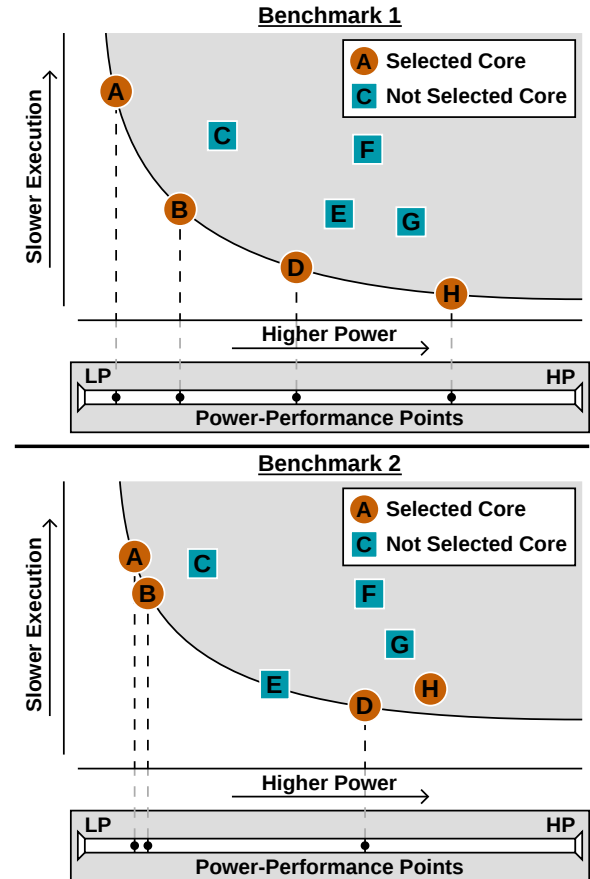 Benchmark 1
A Selected Core
C Not Selected Core
A
C
F
B
E
G
D
H
Slower Execution
Higher Power
LP
HP
Power-Performance Points
Benchmark 2
A Selected Core
C Not Selected Core
A
C
B
F
G
E
H
D
Slower Execution
Higher Power
LP
HP
Power-Performance Points